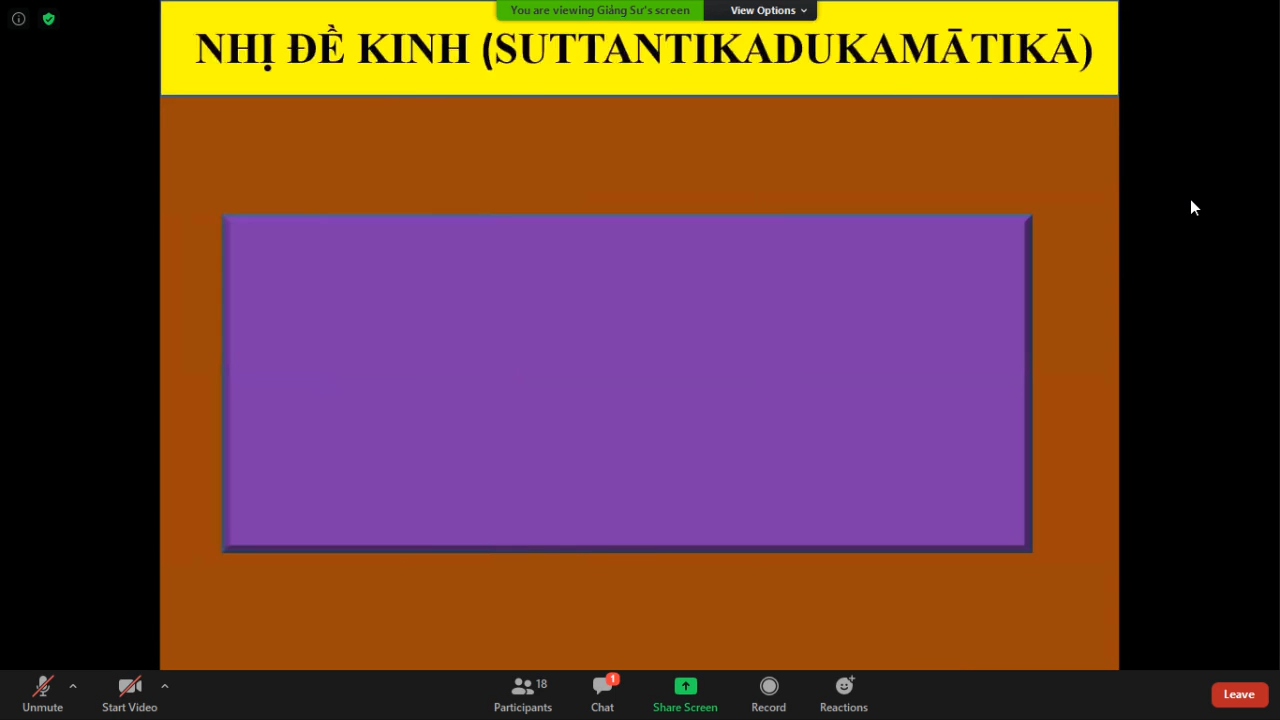 You are viewing Giảng Sư's screen
View Options
NHỊ ĐỀ KINH (SUTTANTIKADUKAMĀTIKĀ)
Unmute
Start Video
18
Participants
1
Chat
Share Screen
Record
Reactions
Leave